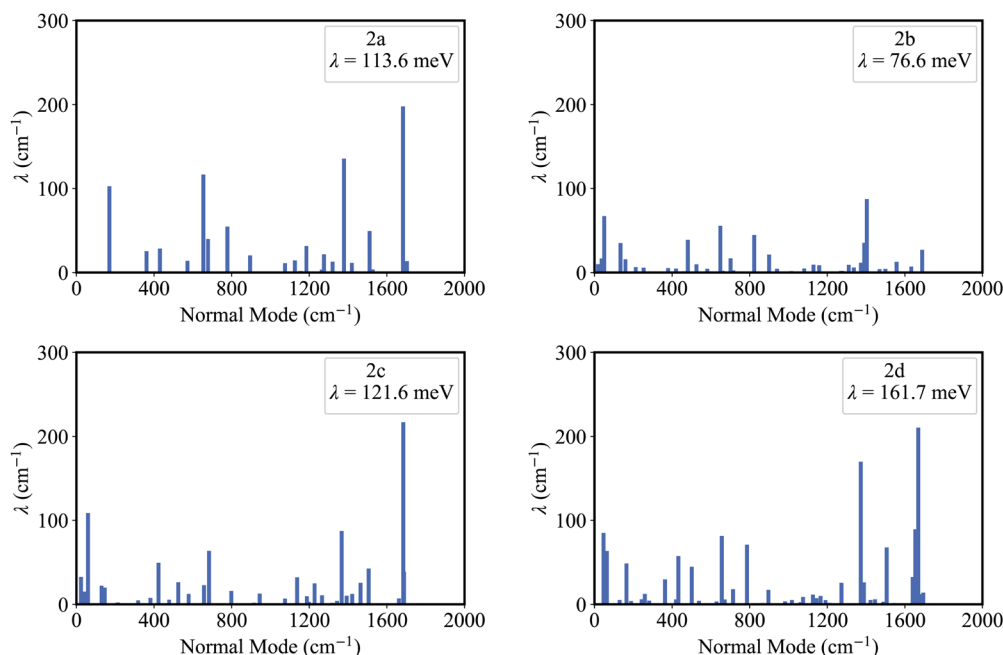 300
200
100
0
λ (cm⁻¹)
2a
λ = 113.6 meV
0 400 800 1200 1600 2000
Normal Mode (cm⁻¹)
300
200
100
0
λ (cm⁻¹)
2b
λ = 76.6 meV
0 400 800 1200 1600 2000
Normal Mode (cm⁻¹)
300
200
100
0
λ (cm⁻¹)
2c
λ = 121.6 meV
0 400 800 1200 1600 2000
Normal Mode (cm⁻¹)
300
200
100
0
λ (cm⁻¹)
2d
λ = 161.7 meV
0 400 800 1200 1600 2000
Normal Mode (cm⁻¹)